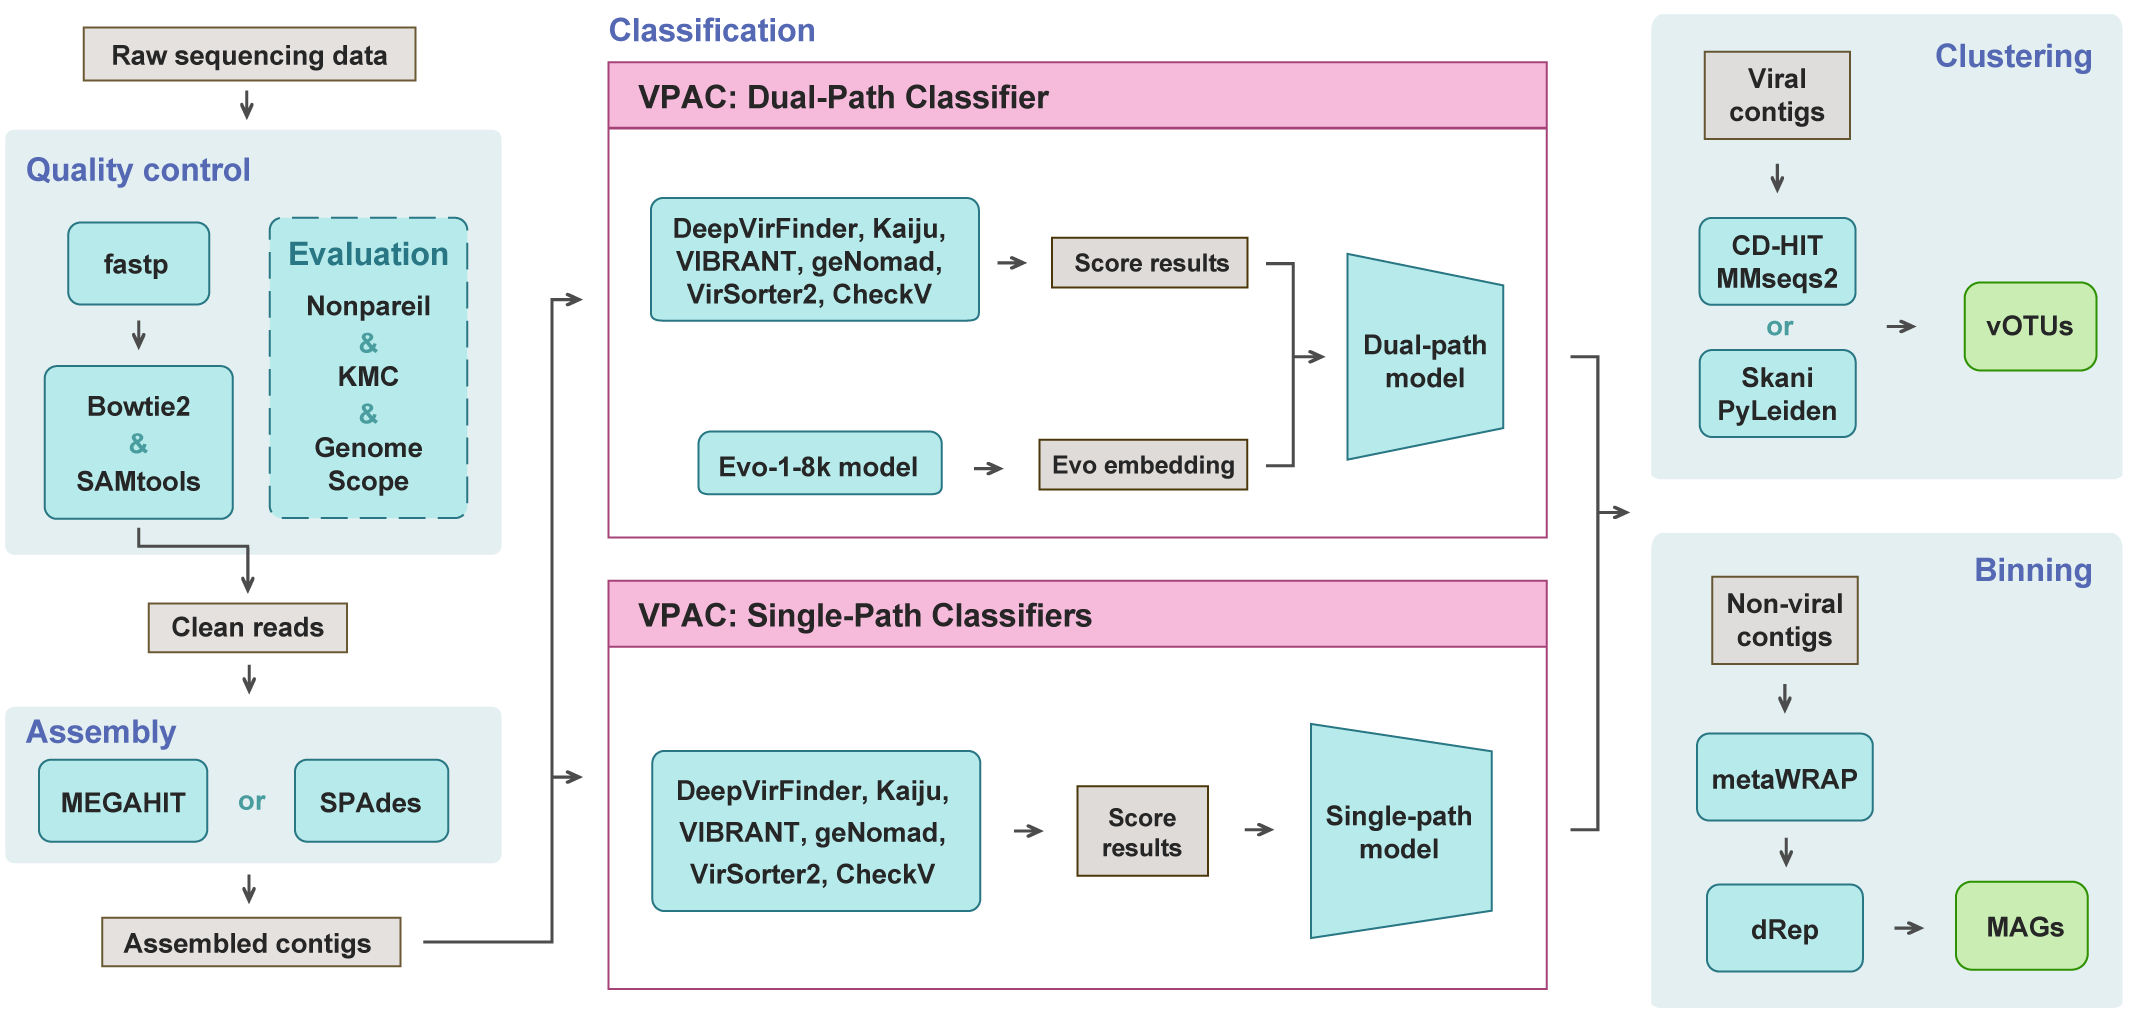 Raw sequencing data
Quality control
fastp
Bowtie2
&
SAMtools
Evaluation
Nonpareil
&
KMC
&
Genome
Scope
Clean reads
Assembly
MEGAHIT
or
SPAdes
Assembled contigs
Classification
VPAC: Dual-Path Classifier
DeepVirFinder, Kaiju,
VIBRANT, geNomad,
VirSorter2, CheckV
Score results
Evo-1-8k model
Evo embedding
Dual-path
model
VPAC: Single-Path Classifiers
DeepVirFinder, Kaiju,
VIBRANT, geNomad,
VirSorter2, CheckV
Score
results
Single-path
model
Clustering
Viral
contigs
CD-HIT
MMseqs2
or
Skani
PyLeiden
vOTUs
Binning
Non-viral
contigs
metaWRAP
dRep
MAGs